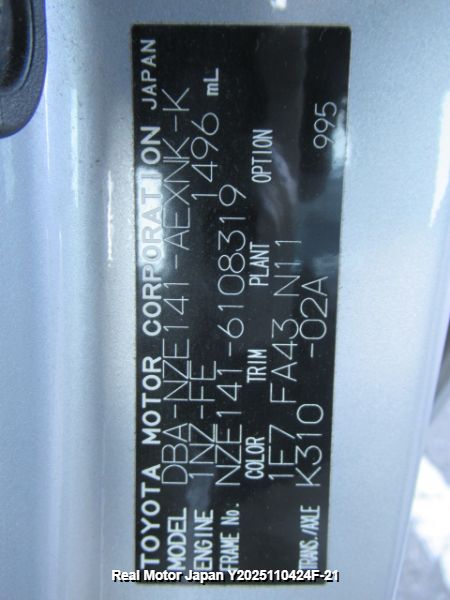 TOYOTA MOTOR CORPORATION JAPAN
MODEL DBA-NZE141-AEXNK-K
ENGINE 1NZ-FE 1496 mL
FRAME No. NZE141-6108319
COLOR TRIM PLANT OPTION
1E7 FA43 N11
TRANS./AXLE K310 -02A 995
Real Motor Japan Y2025110424F-21